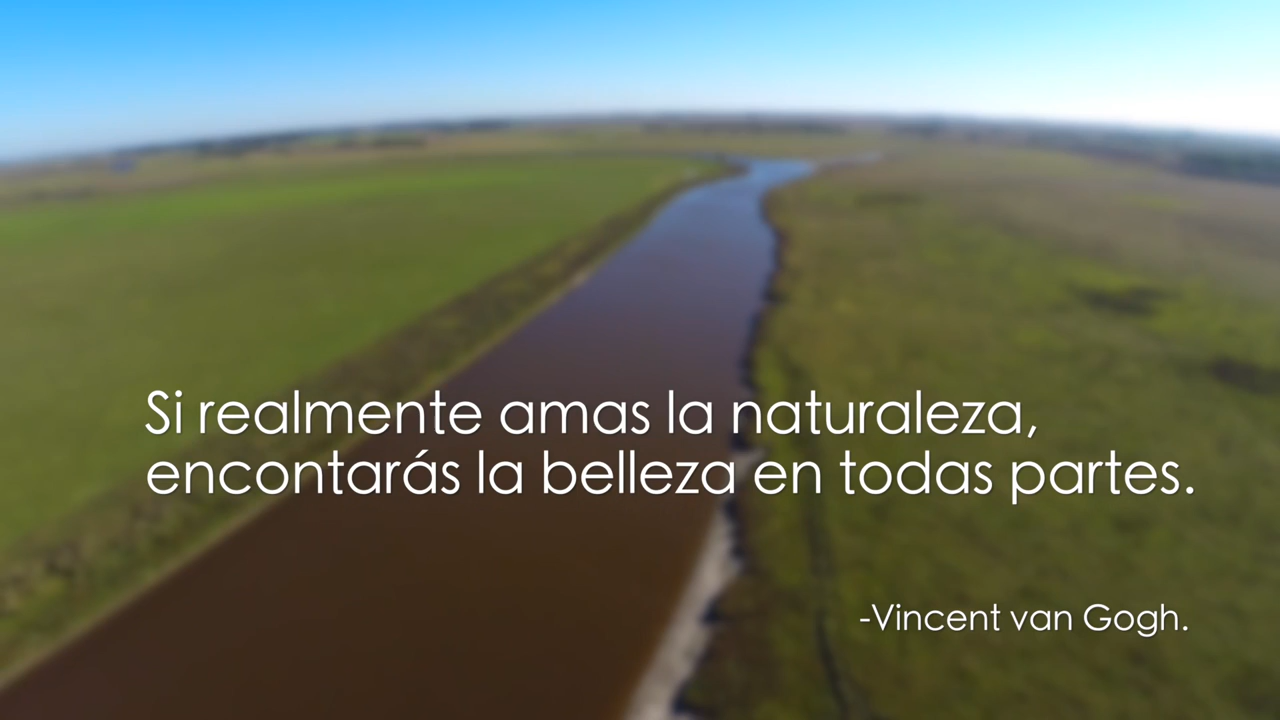 Si realmente amas la naturaleza,
encontarás la belleza en todas partes.
-Vincent van Gogh.